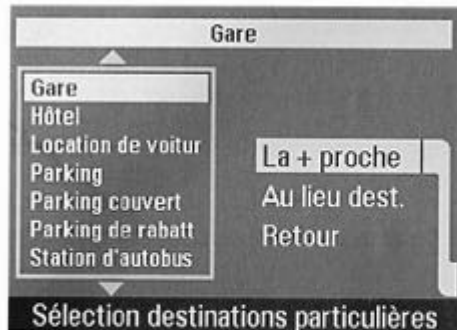 Gare
Gare
Hôtel
Location de voitur
Parking
Parking couvert
Parking de rabatt
Station d'autobus
La + proche
Au lieu dest.
Retour
Sélection destinations particulières